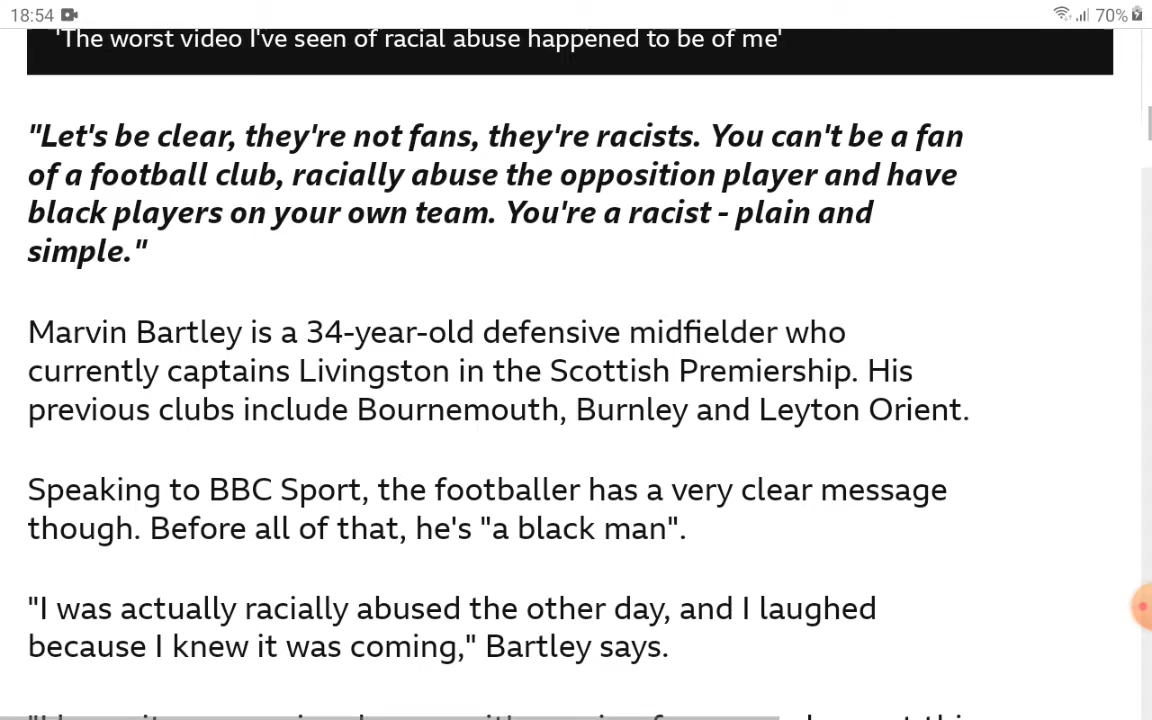 18:54
70%
'The worst video I've seen of racial abuse happened to be of me'
"Let's be clear, they're not fans, they're racists. You can't be a fan
of a football club, racially abuse the opposition player and have
black players on your own team. You're a racist - plain and
simple."
Marvin Bartley is a 34-year-old defensive midfielder who
currently captains Livingston in the Scottish Premiership. His
previous clubs include Bournemouth, Burnley and Leyton Orient.
Speaking to BBC Sport, the footballer has a very clear message
though. Before all of that, he's "a black man".
"I was actually racially abused the other day, and I laughed
because I knew it was coming," Bartley says.